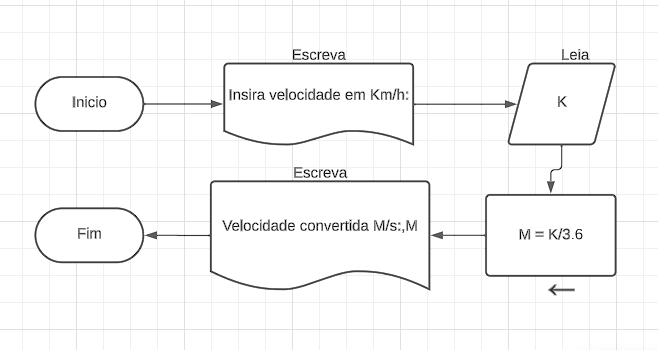 Escreva
Leia
Inicio
Insira velocidade em Km/h:
K
Escreva
Fim
Velocidade convertida M/s:,M
M = K/3.6